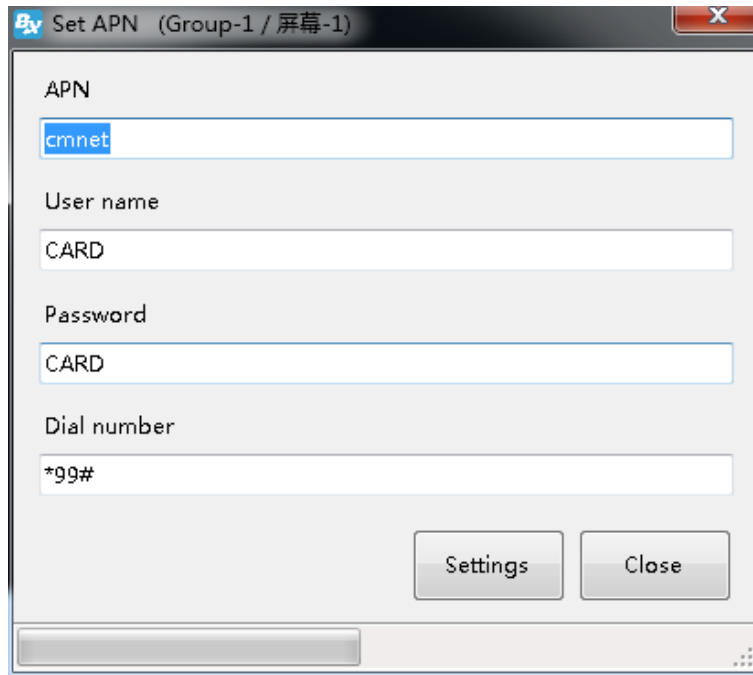 BX Set APN (Group-1 / 屏幕-1)
APN
cmnet
User name
CARD
Password
CARD
Dial number
*99#
Settings Close